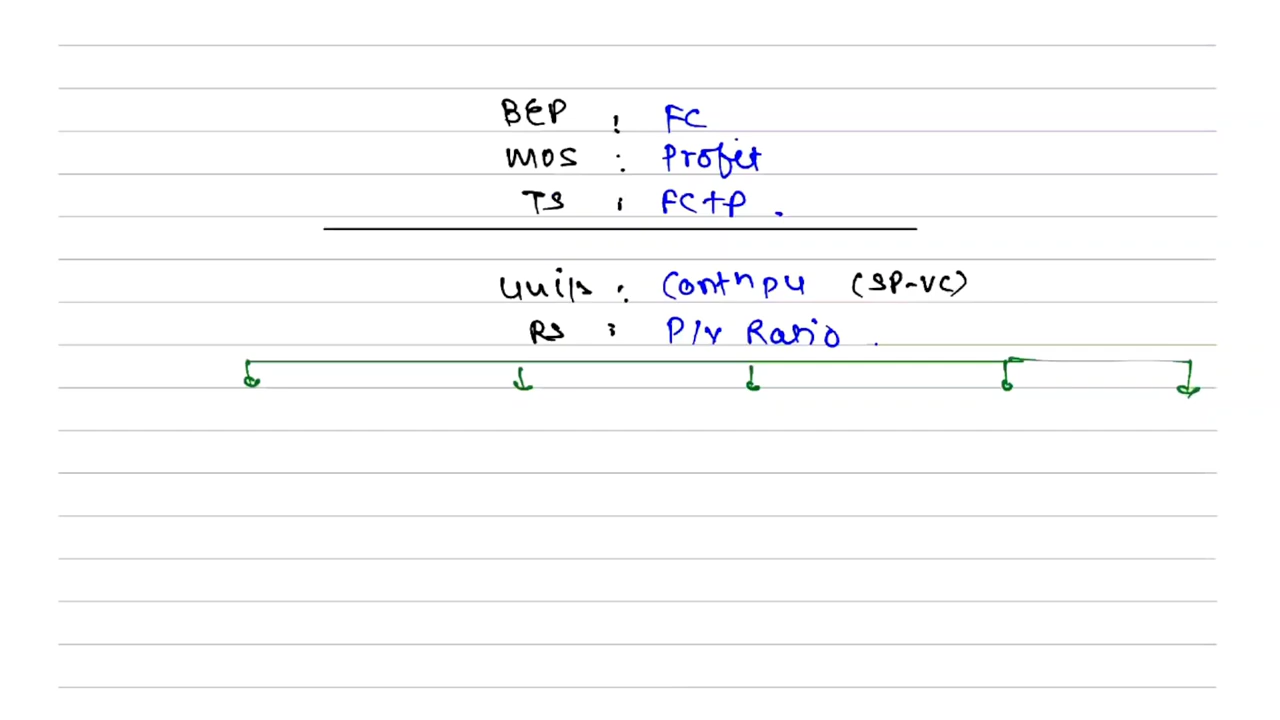 BEP : FC
MOS : Profit
TS : FC+P.
Units : Contn pu (SP-VC)
RS : P/v Ratio.